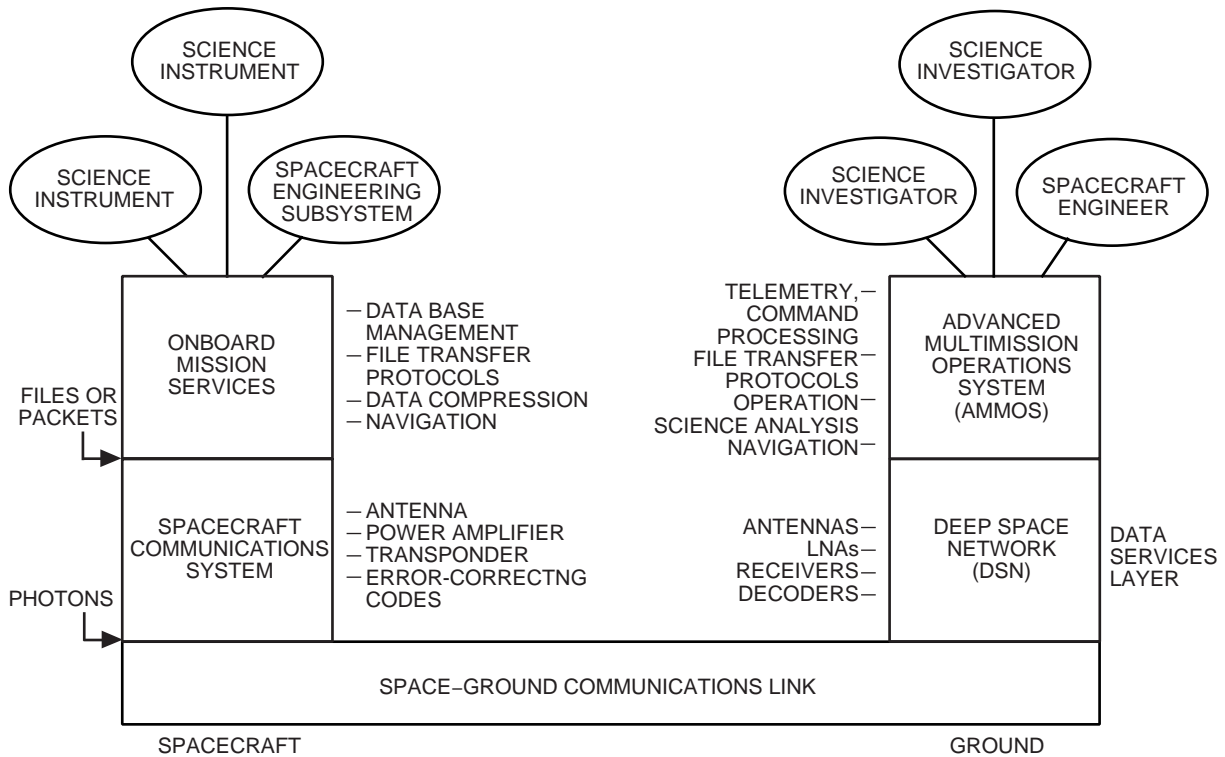 SCIENCE
INSTRUMENT
SCIENCE
INVESTIGATOR
SCIENCE
INSTRUMENT
SPACECRAFT
ENGINEERING
SUBSYSTEM
SCIENCE
INVESTIGATOR
SPACECRAFT
ENGINEER
ONBOARD
MISSION
SERVICES
– DATA BASE
MANAGEMENT
– FILE TRANSFER
PROTOCOLS
– DATA COMPRESSION
– NAVIGATION
TELEMETRY, –
COMMAND
PROCESSING
FILE TRANSFER –
PROTOCOLS
OPERATION –
SCIENCE ANALYSIS
NAVIGATION –
ADVANCED
MULTIMISSION
OPERATIONS
SYSTEM
(AMMOS)
FILES OR
PACKETS
SPACECRAFT
COMMUNICATIONS
SYSTEM
– ANTENNA
– POWER AMPLIFIER
– TRANSPONDER
– ERROR-CORRECTNG
CODES
ANTENNAS –
LNAs –
RECEIVERS –
DECODERS –
DEEP SPACE
NETWORK
(DSN)
DATA
SERVICES
LAYER
PHOTONS
SPACE–GROUND COMMUNICATIONS LINK
SPACECRAFT
GROUND